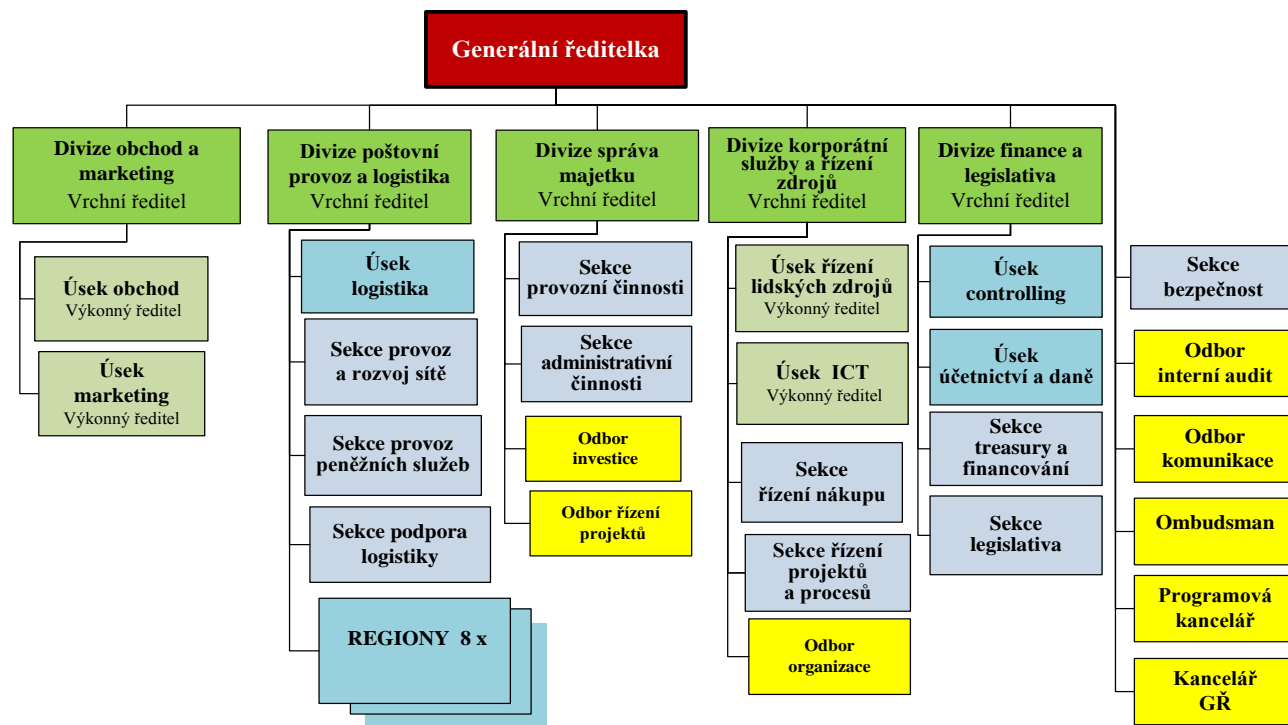 Generální ředitelka
Divize obchod a
marketing
Vrchní ředitel
Úsek obchod
Výkonný ředitel
Úsek
marketing
Výkonný ředitel
Divize poštovní
provoz a logistika
Vrchní ředitel
Úsek
logistika
Sekce provoz
a rozvoj sítě
Sekce provoz
peněžních služeb
Sekce podpora
logistiky
REGIONY 8 x
Divize správa
majetku
Vrchní ředitel
Sekce
provozní činnosti
Sekce
administrativní
činnosti
Odbor
investice
Odbor řízení
projektů
Divize korporátní
služby a řízení
zdrojů
Vrchní ředitel
Úsek řízení
lidských zdrojů
Výkonný ředitel
Úsek ICT
Výkonný ředitel
Sekce
řízení nákupu
Sekce řízení
projektů
a procesů
Odbor
organizace
Divize finance a
legislativa
Vrchní ředitel
Úsek
controlling
Úsek
účetnictví a daně
Sekce
treasury a
financování
Sekce
legislativa
Sekce
bezpečnost
Odbor
interní audit
Odbor
komunikace
Ombudsman
Programová
kancelář
Kancelář
GŘ